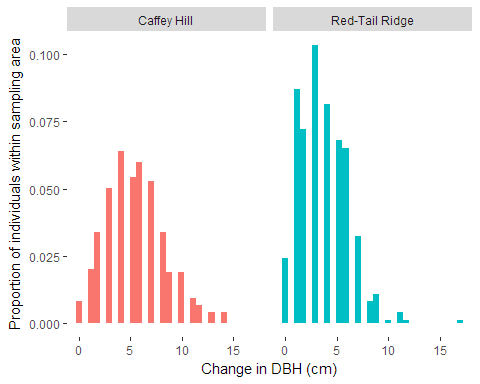 Caffey Hill Red-Tail Ridge
Proportion of individuals within sampling area
0.100
0.075
0.050
0.025
0.000
0 5 10 15 0 5 10 15
Change in DBH (cm)